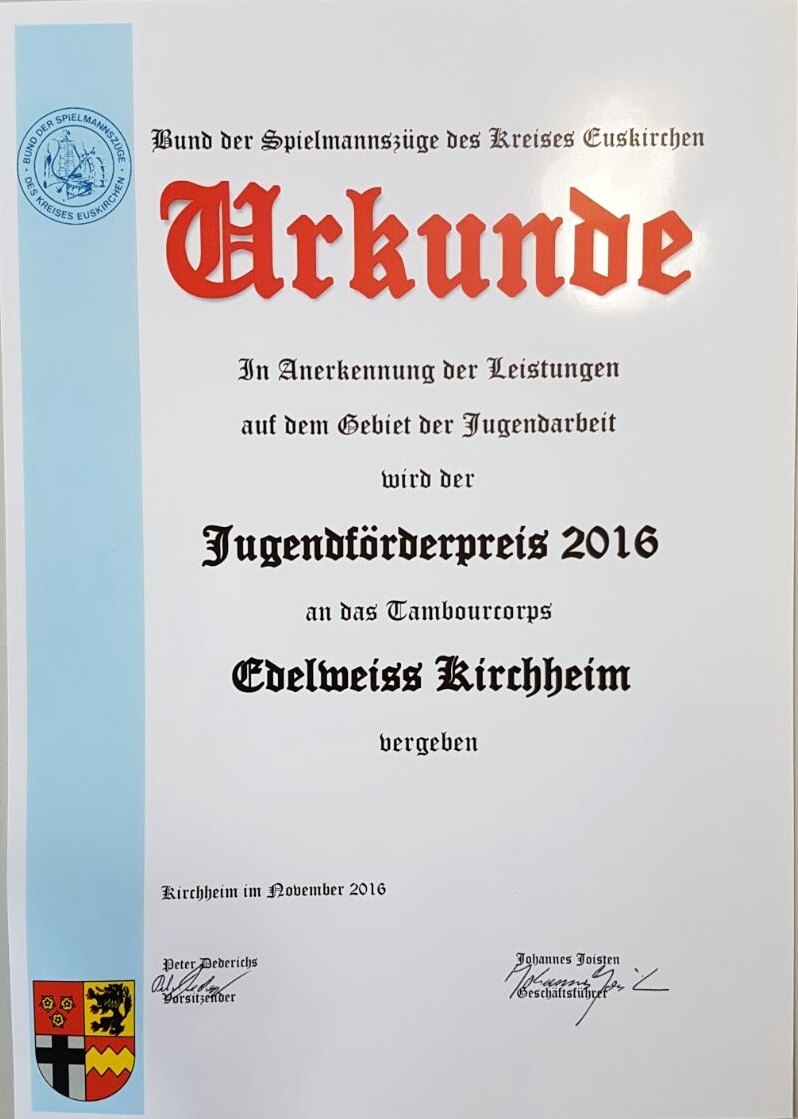 BUND DER SPIELMANNSZÜGE
DES KREISES EUSKIRCHEN
Bund der Spielmannszüge des Kreises Euskirchen
Urkunde
In Anerkennung der Leistungen
auf dem Gebiet der Jugendarbeit
wird der
Jugendförderpreis 2016
an das Tambourcorps
Edelweiss Kirchheim
vergeben
Kirchheim im November 2016
Peter Dederichs
Vorsitzender
Johannes Joisten
Geschäftsführer